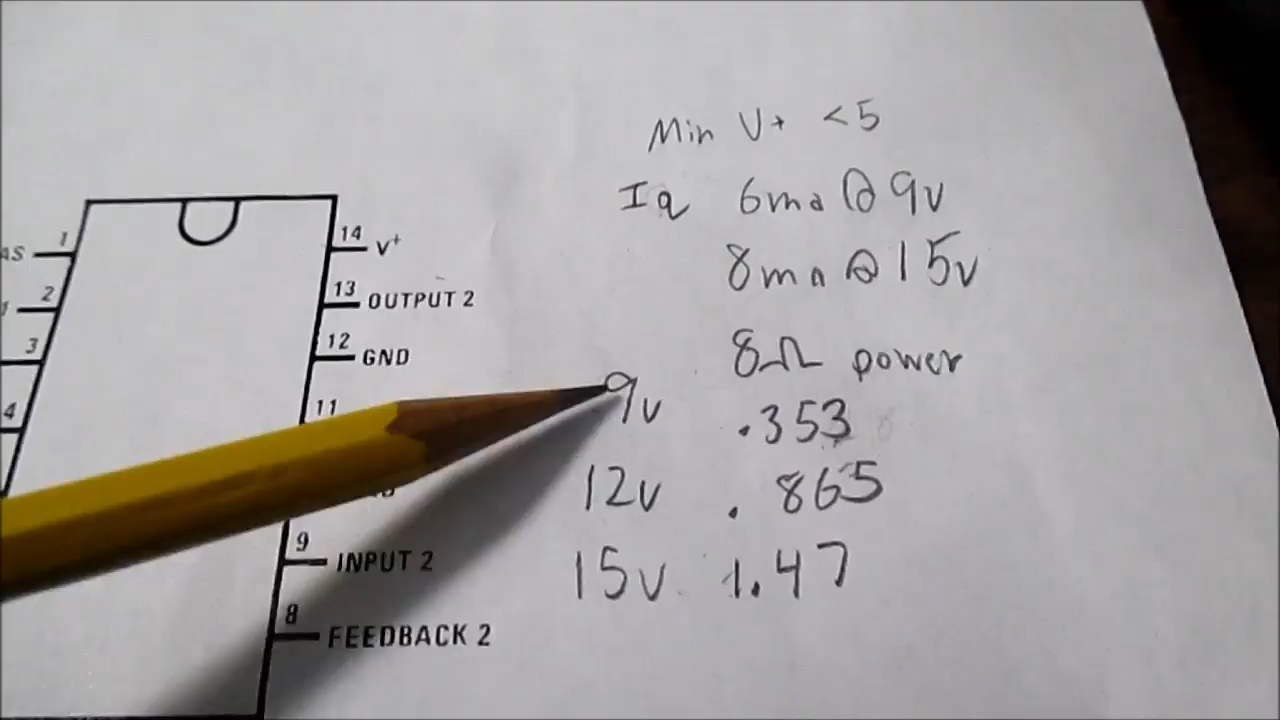 Min V+ <5
Iq 6ma @ 9v
8ma @ 15v
8Ω power
9v .353
12v .865
15v 1.47
AS 1
2
3
4
14 V+
13 OUTPUT 2
12 GND
11
9 INPUT 2
8 FEEDBACK 2